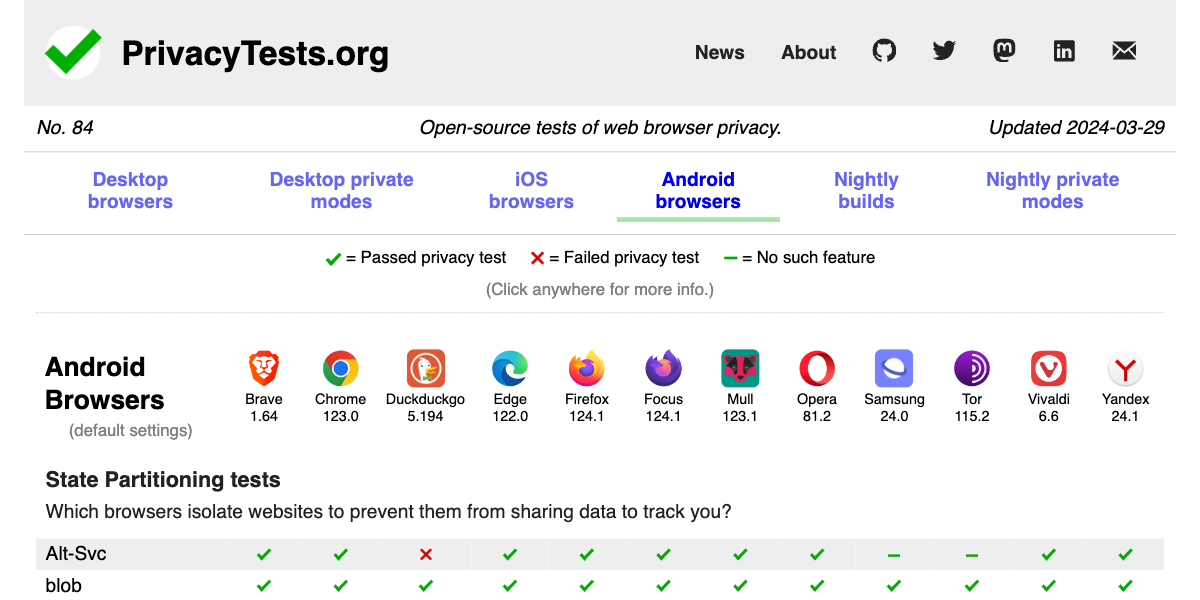 PrivacyTests.org
News About
No. 84 Open-source tests of web browser privacy. Updated 2024-03-29
Desktop browsers Desktop private modes iOS browsers Android browsers Nightly builds Nightly private modes
= Passed privacy test = Failed privacy test = No such feature
(Click anywhere for more info.)
Android Browsers
(default settings)
Brave 1.64
Chrome 123.0
Duckduckgo 5.194
Edge 122.0
Firefox 124.1
Focus 124.1
Mull 123.1
Opera 81.2
Samsung 24.0
Tor 115.2
Vivaldi 6.6
Yandex 24.1
State Partitioning tests
Which browsers isolate websites to prevent them from sharing data to track you?
Alt-Svc
blob